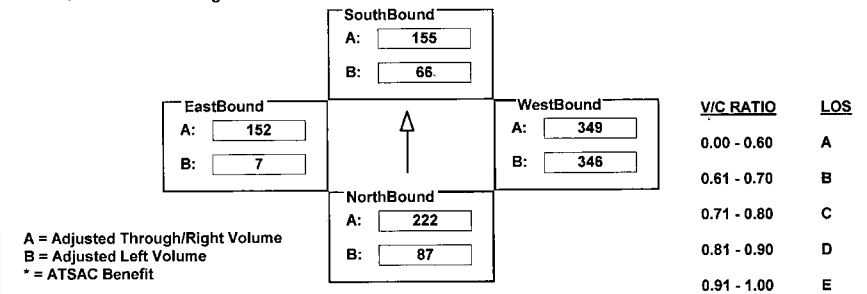 SouthBound
A: 155
B: 66
EastBound
A: 152
B: 7
WestBound
A: 349
B: 346
NorthBound
A: 222
B: 87
A = Adjusted Through/Right Volume
B = Adjusted Left Volume
* = ATSAC Benefit
V/C RATIO LOS
0.00 - 0.60 A
0.61 - 0.70 B
0.71 - 0.80 C
0.81 - 0.90 D
0.91 - 1.00 E